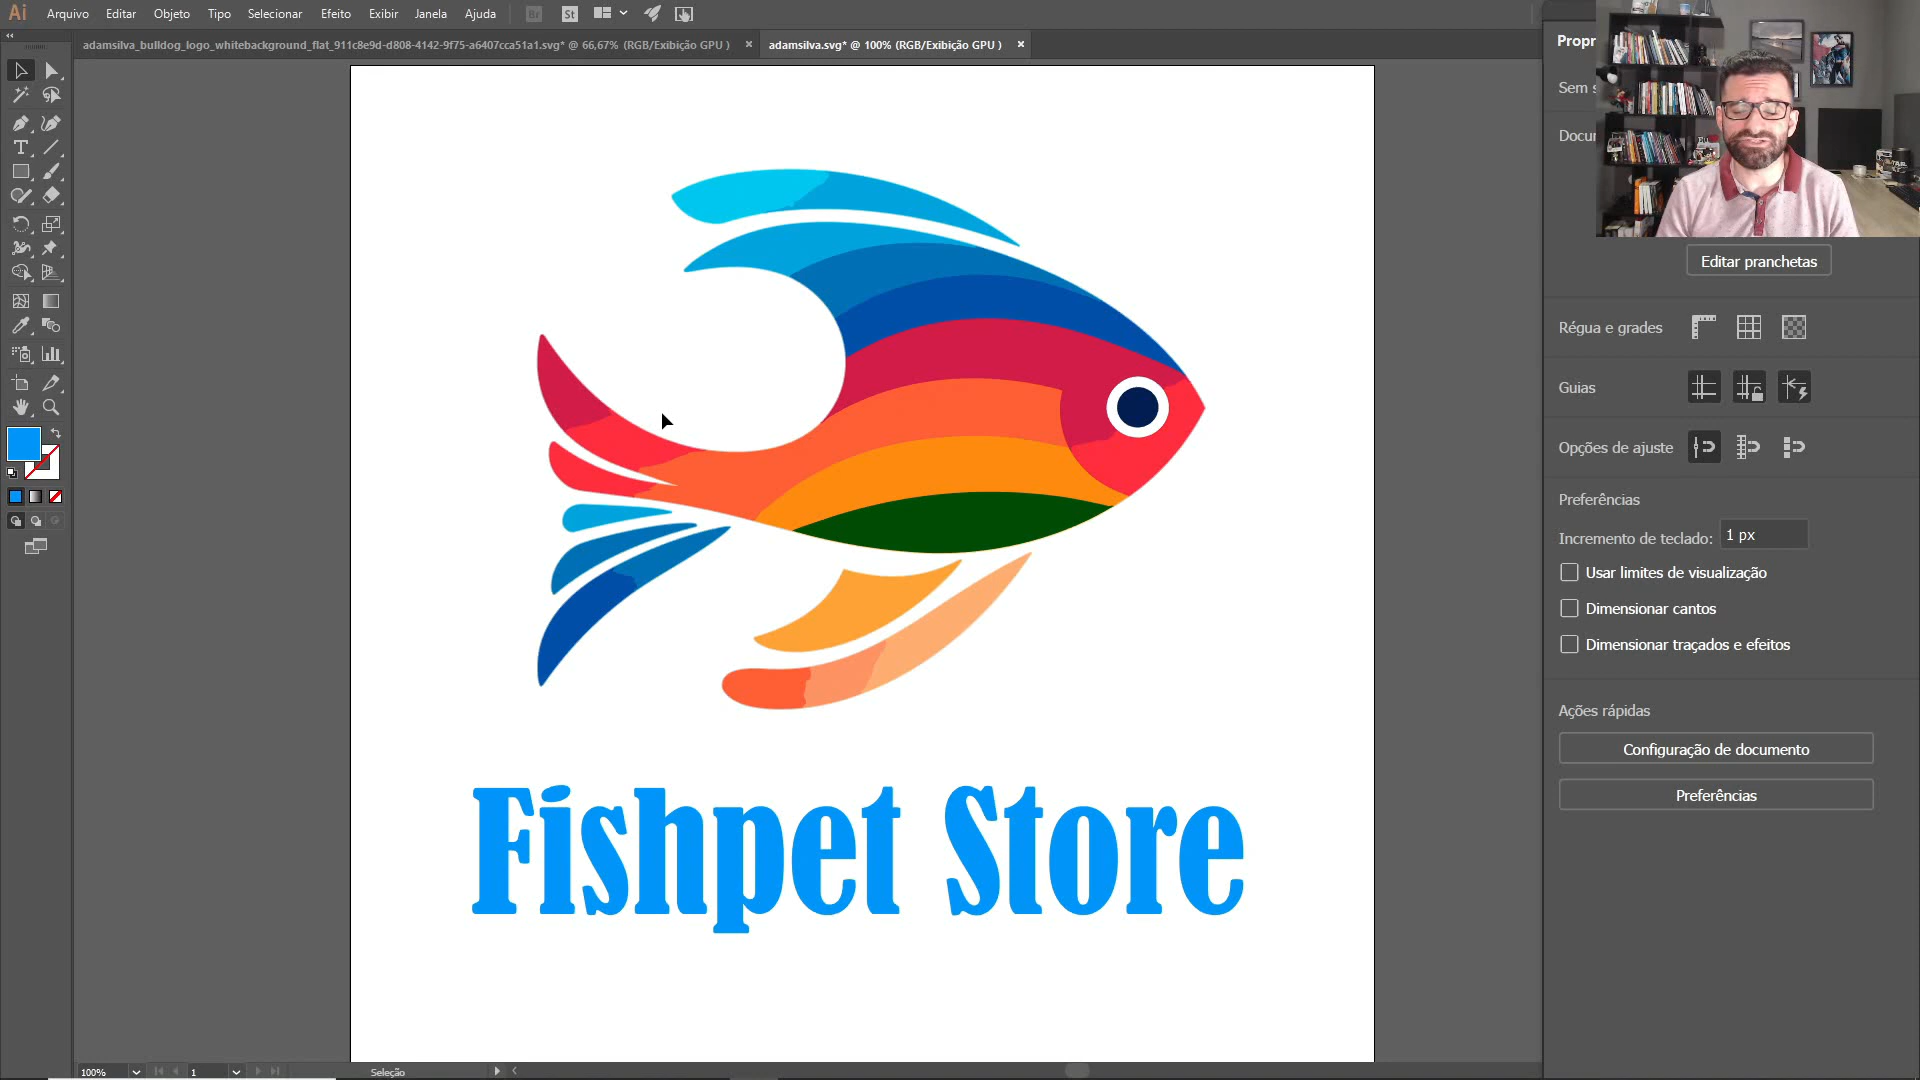 Ai Arquivo Editar Objeto Tipo Selecionar Efeito Exibir Janela Ajuda Br St
adamsilva_bulldog_logo_whitebackground_flat_911c8e9d-d808-4142-9f75-a6407cca51a1.svg* @ 66,67% (RGB/Exibição GPU ) × adamsilva.svg* @ 100% (RGB/Exibição GPU ) ×
Propr
Sem s
Docu
Editar pranchetas
Régua e grades
Guias
Opções de ajuste
Preferências
Incremento de teclado: 1 px
Usar limites de visualização
Dimensionar cantos
Dimensionar traçados e efeitos
Ações rápidas
Configuração de documento
Preferências
Fishpet Store
100% 1 Seleção